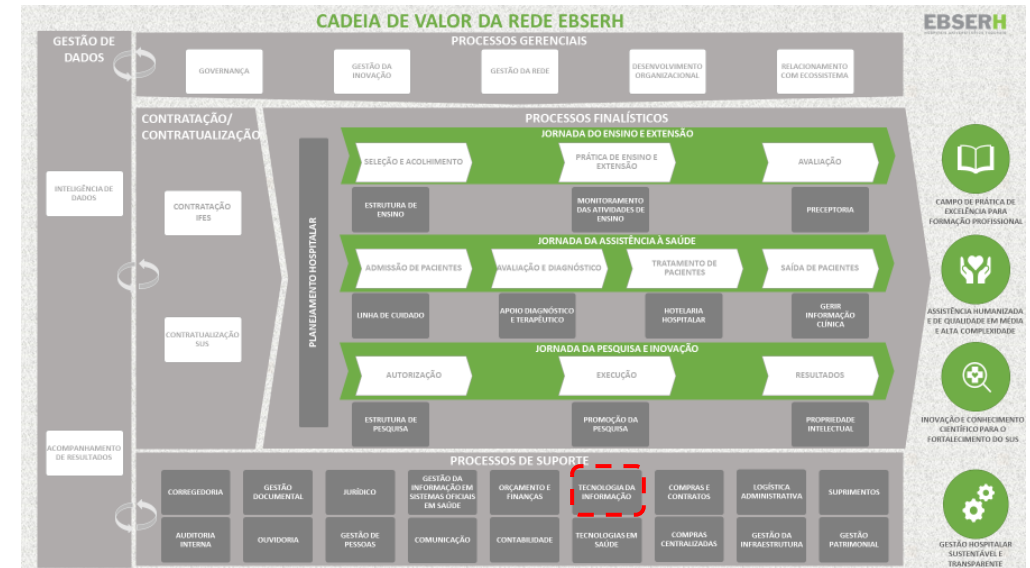 CADEIA DE VALOR DA REDE EBSERH
EBSERH
GESTÃO DE
DADOS
INTELIGÊNCIA DE
DADOS
ACOMPANHAMENTO
DE RESULTADOS
PROCESSOS GERENCIAIS
GOVERNANÇA
GESTÃO DA
INOVAÇÃO
GESTÃO DA REDE
DESENVOLVIMENTO
ORGANIZACIONAL
RELACIONAMENTO
COM ECOSSISTEMA
CONTRATAÇÃO/
CONTRATUALIZAÇÃO
CONTRATAÇÃO
IFES
CONTRATUALIZAÇÃO
SUS
PROCESSOS FINALÍSTICOS
PLANEJAMENTO HOSPITALAR
JORNADA DO ENSINO E EXTENSÃO
SELEÇÃO E ACOLHIMENTO
PRÁTICA DE ENSINO E
EXTENSÃO
AVALIAÇÃO
ESTRUTURA DE
ENSINO
MONITORAMENTO
DAS ATIVIDADES DE
ENSINO
PRECEPTORIA
JORNADA DA ASSISTÊNCIA À SAÚDE
ADMISSÃO DE PACIENTES
AVALIAÇÃO E DIAGNÓSTICO
TRATAMENTO DE
PACIENTES
SAÍDA DE PACIENTES
LINHA DE CUIDADO
APOIO DIAGNÓSTICO
E TERAPÊUTICO
HOTELARIA
HOSPITALAR
GERIR
INFORMAÇÃO
CLÍNICA
JORNADA DA PESQUISA E INOVAÇÃO
AUTORIZAÇÃO
EXECUÇÃO
RESULTADOS
ESTRUTURA DE
PESQUISA
PROMOÇÃO DA
PESQUISA
PROPRIEDADE
INTELECTUAL
PROCESSOS DE SUPORTE
CORREGEDORIA
GESTÃO
DOCUMENTAL
JURÍDICO
GESTÃO DA
INFORMAÇÃO EM
SISTEMAS OFICIAIS
EM SAÚDE
ORÇAMENTO E
FINANÇAS
TECNOLOGIA DA
INFORMAÇÃO
COMPRAS E
CONTRATOS
LOGÍSTICA
ADMINISTRATIVA
SUPRIMENTOS
AUDITORIA
INTERNA
OUVIDORIA
GESTÃO DE
PESSOAS
COMUNICAÇÃO
CONTABILIDADE
TECNOLOGIAS EM
SAÚDE
COMPRAS
CENTRALIZADAS
GESTÃO DA
INFRAESTRUTURA
GESTÃO
PATRIMONIAL
CAMPO DE PRÁTICA DE
EXCELÊNCIA PARA
FORMAÇÃO PROFISSIONAL
ASSISTÊNCIA HUMANIZADA
E DE QUALIDADE EM MÉDIA
E ALTA COMPLEXIDADE
INOVAÇÃO E CONHECIMENTO
CIENTÍFICO PARA O
FORTALECIMENTO DO SUS
GESTÃO HOSPITALAR
SUSTENTÁVEL E
TRANSPARENTE